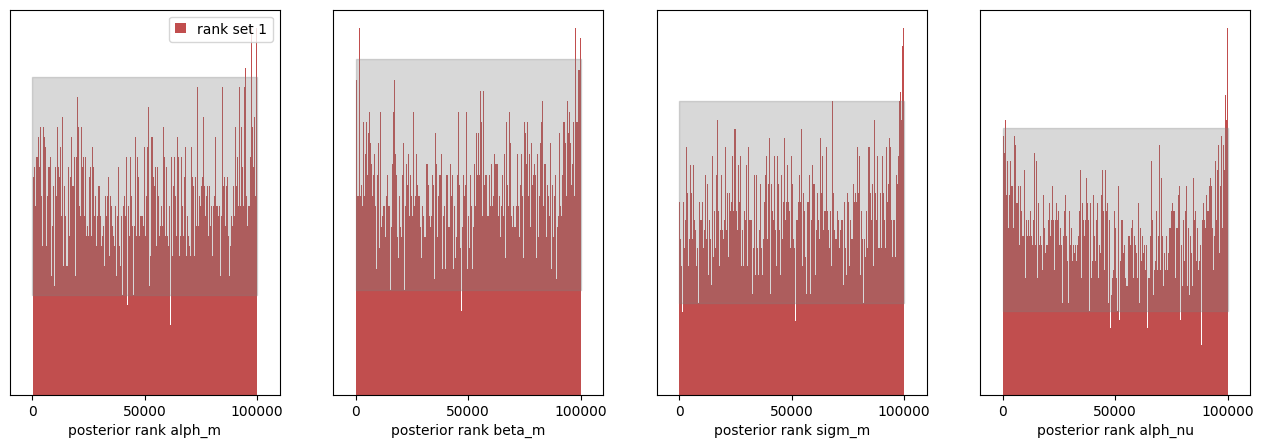 rank set 1
0 50000 100000
posterior rank alph_m
0 50000 100000
posterior rank beta_m
0 50000 100000
posterior rank sigm_m
0 50000 100000
posterior rank alph_nu